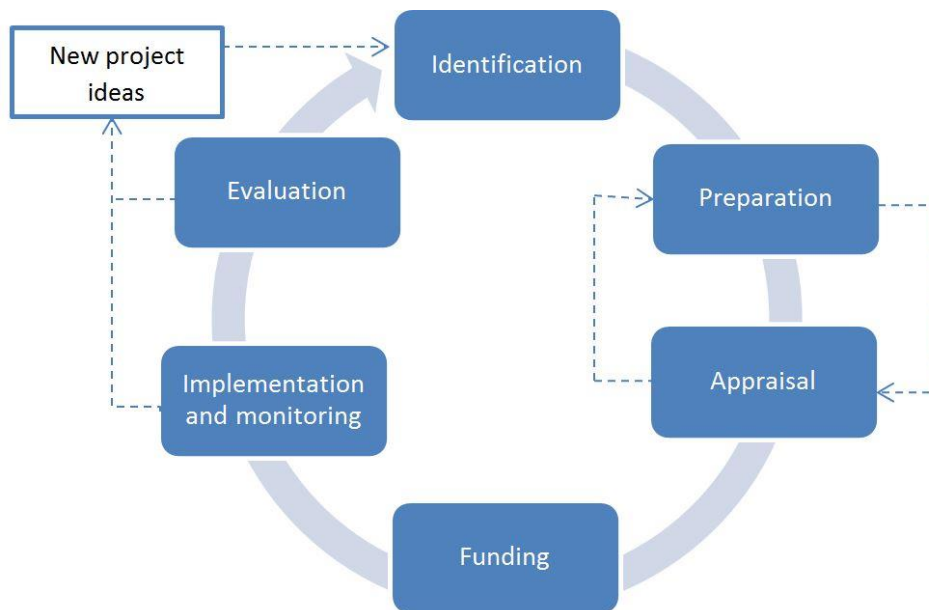 New project
ideas
Identification
Preparation
Appraisal
Funding
Implementation
and monitoring
Evaluation